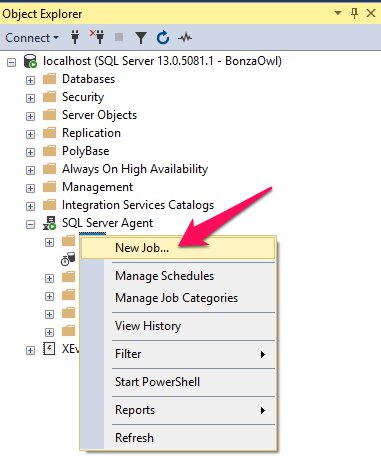 Object Explorer
Connect
localhost (SQL Server 13.0.5081.1 - BonzaOwl)
Databases
Security
Server Objects
Replication
PolyBase
Always On High Availability
Management
Integration Services Catalogs
SQL Server Agent
New Job...
Manage Schedules
Manage Job Categories
View History
XEv
Filter
Start PowerShell
Reports
Refresh